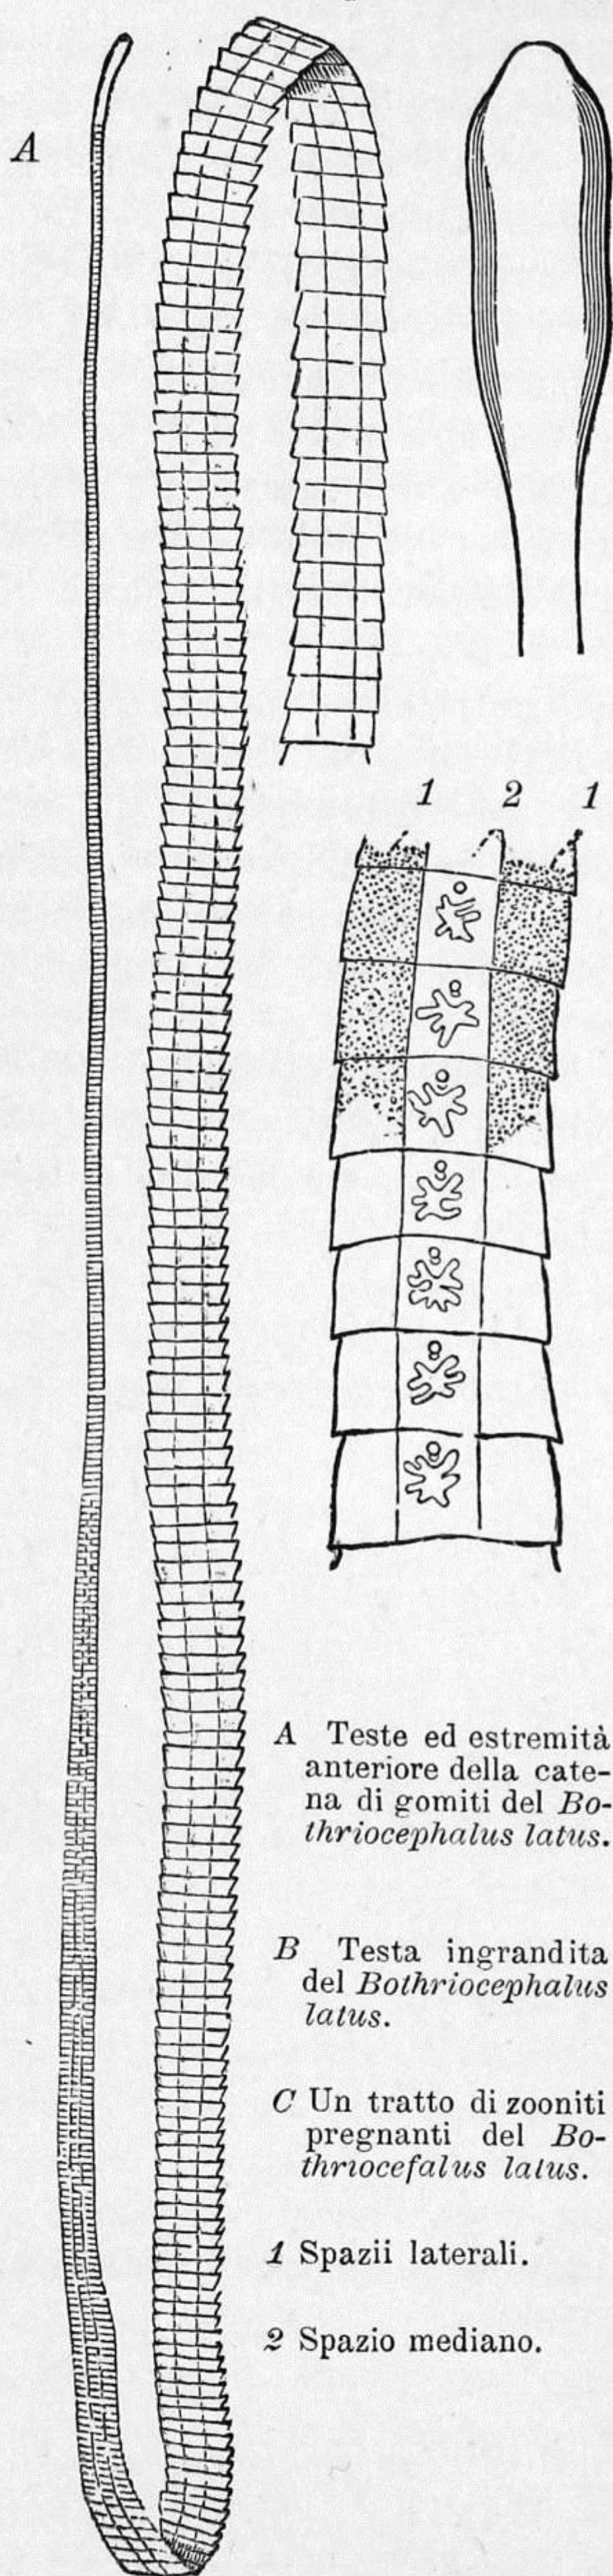 A
1 2 1
A Teste ed estremità
anteriore della cate-
na di gomiti del Bo-
thriocephalus latus.
B Testa ingrandita
del Bothriocephalus
latus.
C Un tratto di zooniti
pregnanti del Bo-
thriocefalus latus.
1 Spazii laterali.
2 Spazio mediano.